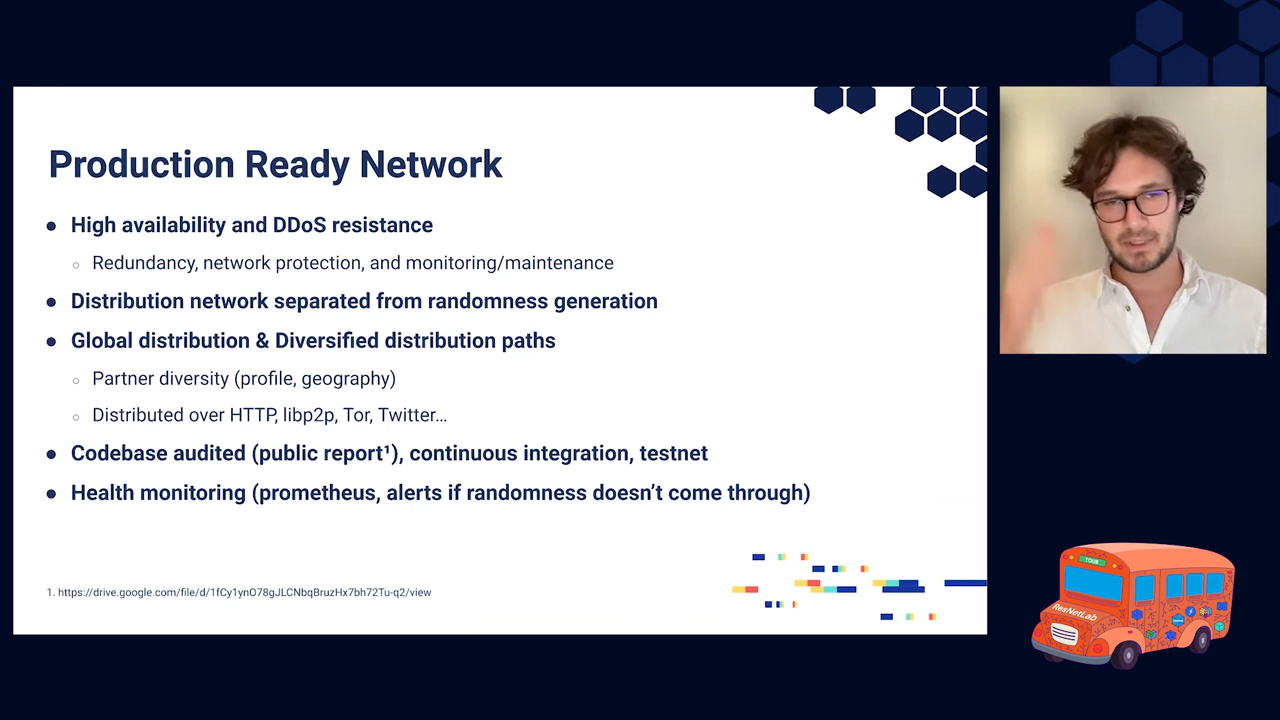 Production Ready Network
● High availability and DDoS resistance
○ Redundancy, network protection, and monitoring/maintenance
● Distribution network separated from randomness generation
● Global distribution & Diversified distribution paths
○ Partner diversity (profile, geography)
○ Distributed over HTTP, libp2p, Tor, Twitter...
● Codebase audited (public report¹), continuous integration, testnet
● Health monitoring (prometheus, alerts if randomness doesn’t come through)
1. https://drive.google.com/file/d/1fCy1ynO78gJLCNbqBruzHx7bh72Tu-q2/view
TOUR
ResNetLab